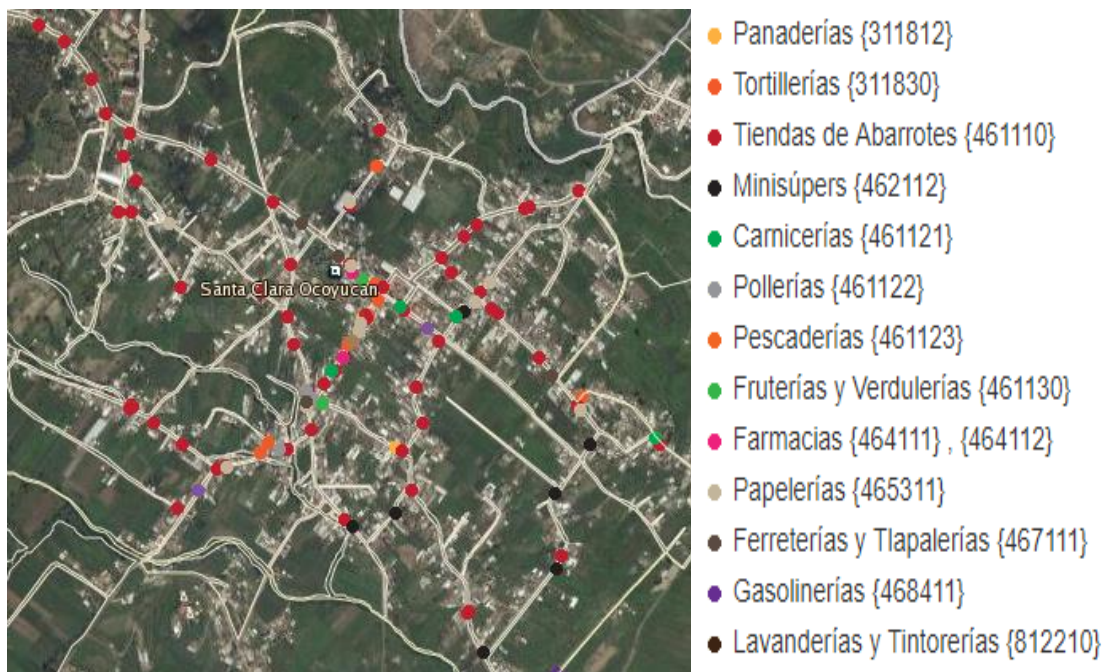 Santa Clara Ocoyucan
Panaderías {311812}
Tortillerías {311830}
Tiendas de Abarrotes {461110}
Minisúpers {462112}
Carnicerías {461121}
Pollerías {461122}
Pescaderías {461123}
Fruterías y Verdulerías {461130}
Farmacias {464111} , {464112}
Papelerías {465311}
Ferreterías y Tlapalerías {467111}
Gasolinerías {468411}
Lavanderías y Tintorerías {812210}